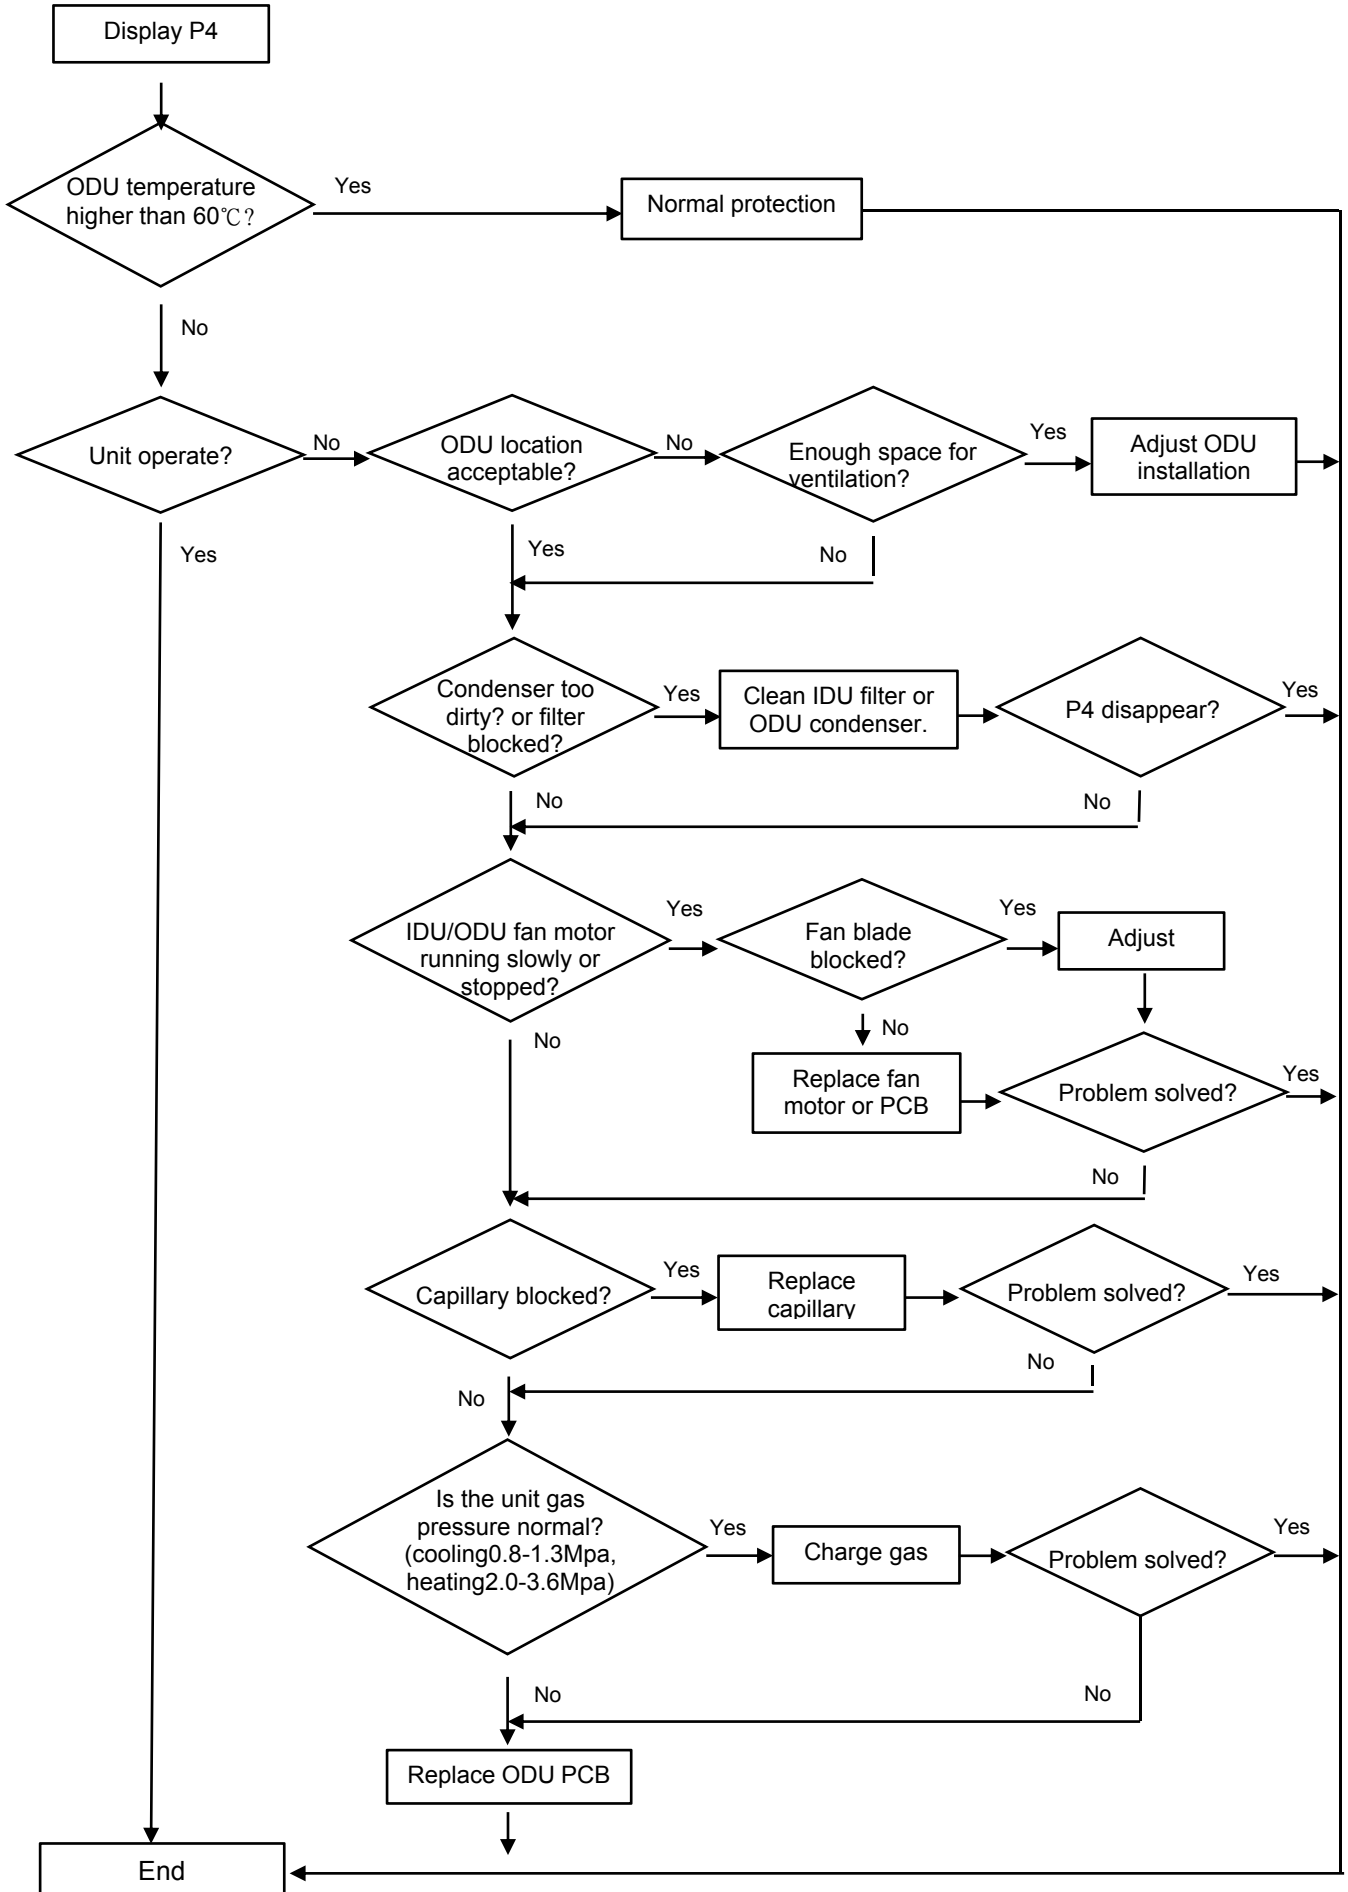 Display P4
ODU temperature
higher than 60℃?
Yes
Normal protection
No
Unit operate?
No
ODU location
acceptable?
No
Enough space for
ventilation?
Yes
Adjust ODU
installation
Yes
Yes
No
Condenser too
dirty? or filter
blocked?
Yes
Clean IDU filter or
ODU condenser.
P4 disappear?
Yes
No
No
IDU/ODU fan motor
running slowly or
stopped?
Yes
Fan blade
blocked?
Yes
Adjust
No
No
Replace fan
motor or PCB
Problem solved?
Yes
No
Capillary blocked?
Yes
Replace
capillary
Problem solved?
Yes
No
No
Is the unit gas
pressure normal?
(cooling0.8-1.3Mpa,
heating2.0-3.6Mpa)
Yes
Charge gas
Problem solved?
Yes
No
No
Replace ODU PCB
End